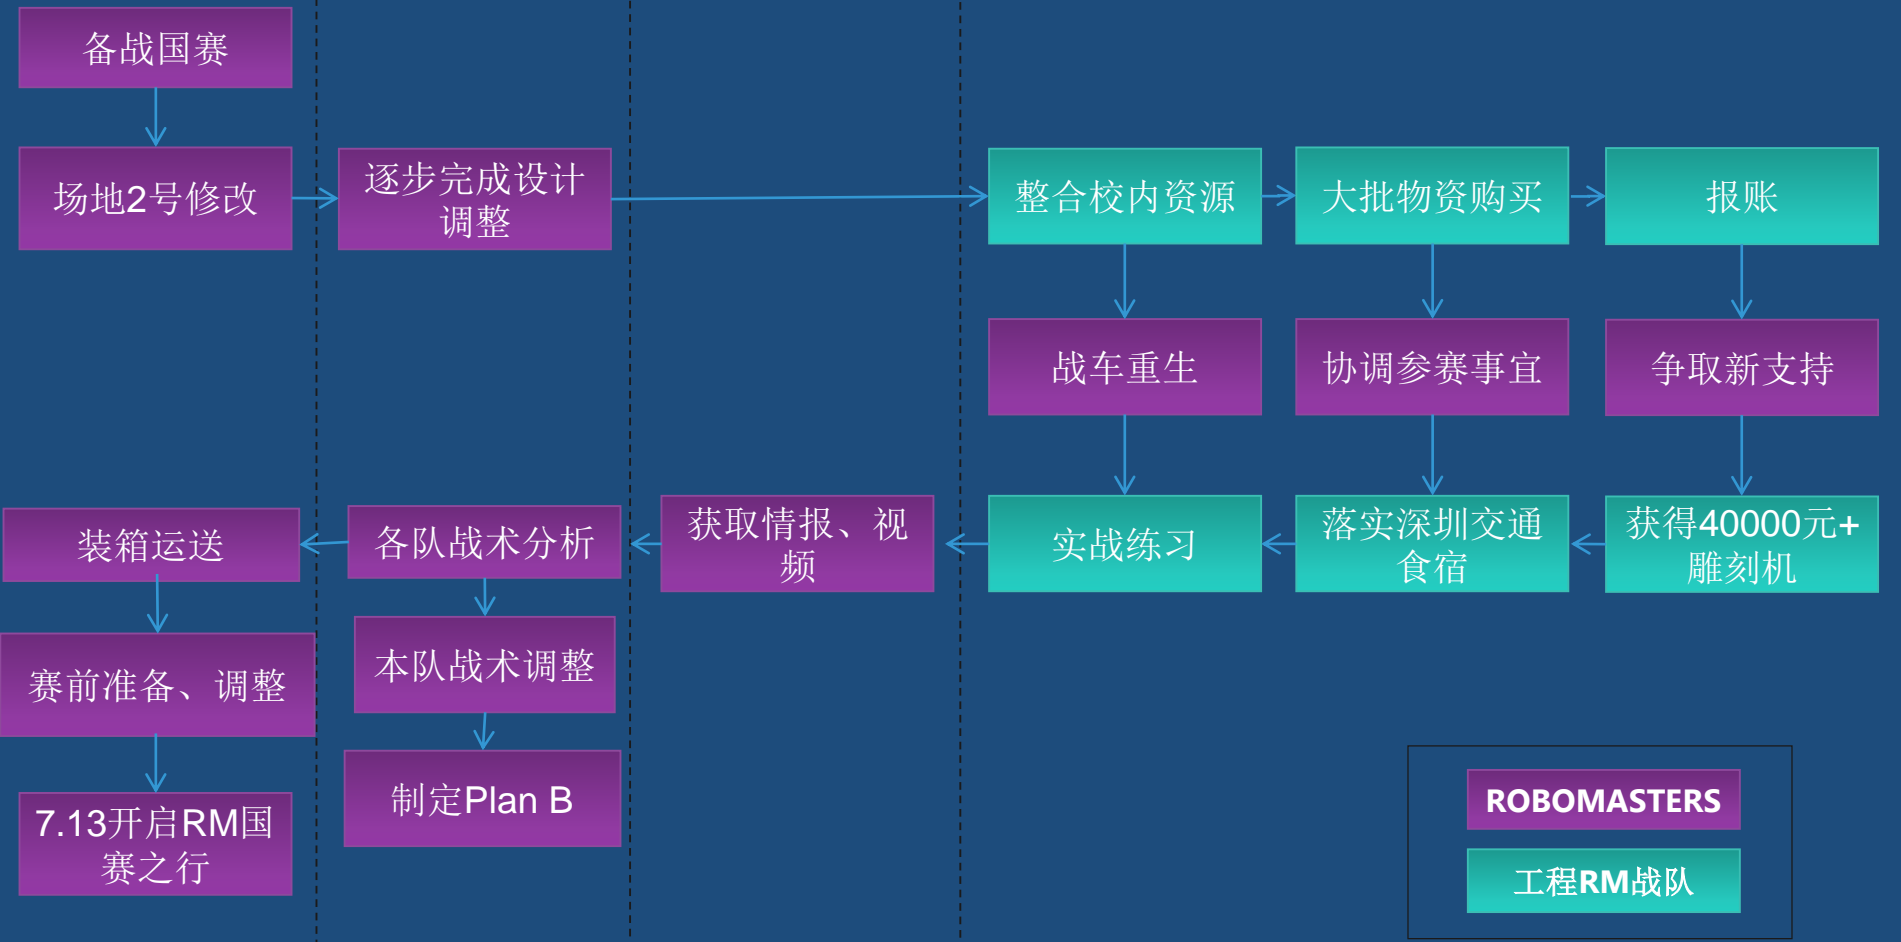 备战国赛
场地2号修改
逐步完成设计
调整
整合校内资源
大批物资购买
报账
战车重生
协调参赛事宜
争取新支持
装箱运送
各队战术分析
获取情报、视
频
实战练习
落实深圳交通
食宿
获得40000元+
雕刻机
赛前准备、调整
本队战术调整
7.13开启RM国
赛之行
制定Plan B
ROBOMASTERS
工程RM战队